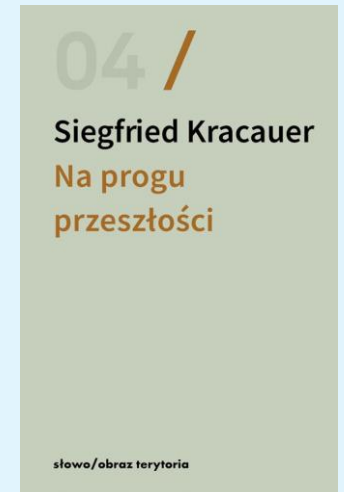 04 /
Siegfried Kracauer
Na progu
przeszłości
słowo/obraz terytoria